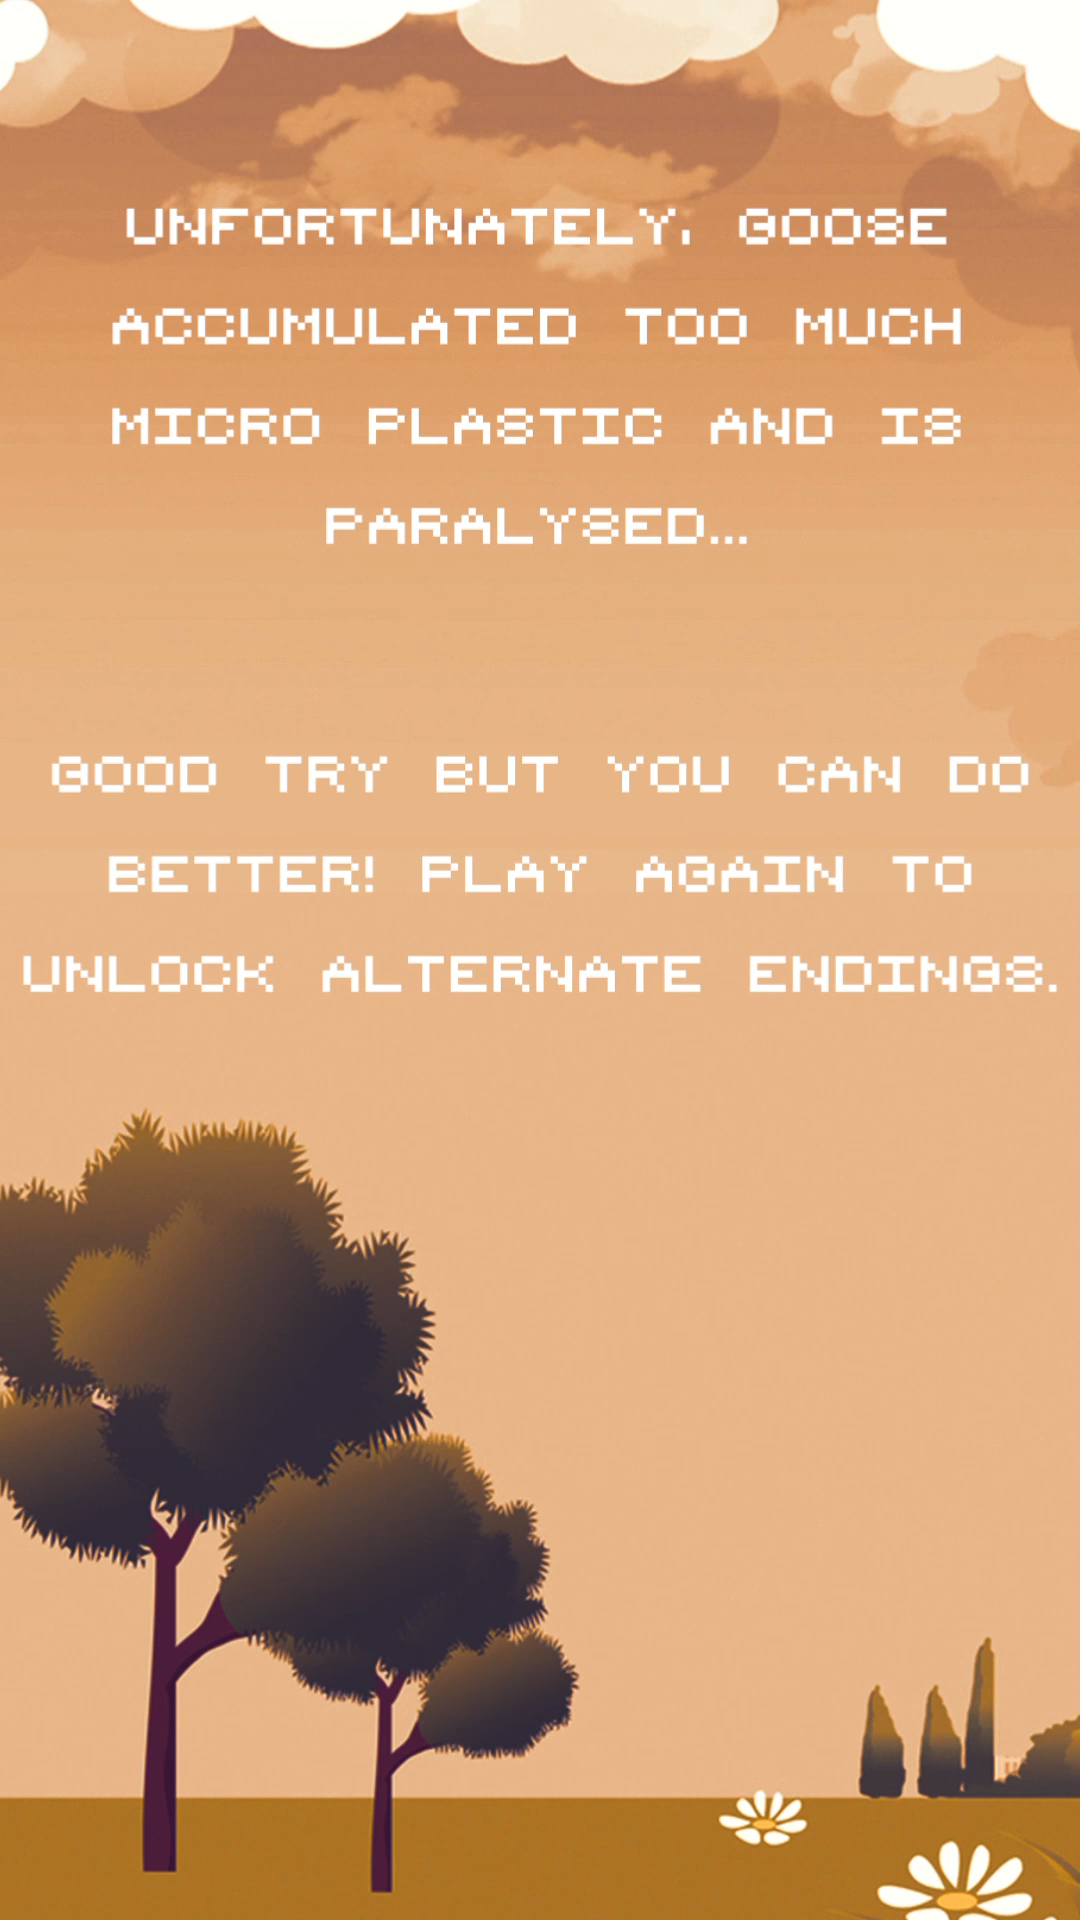 UNFORTUNATELY, GOOSE
ACCUMULATED TOO MUCH
MICRO PLASTIC AND IS
PARALYSED...
GOOD TRY BUT YOU CAN DO
BETTER! PLAY AGAIN TO
UNLOCK ALTERNATE ENDINGS.